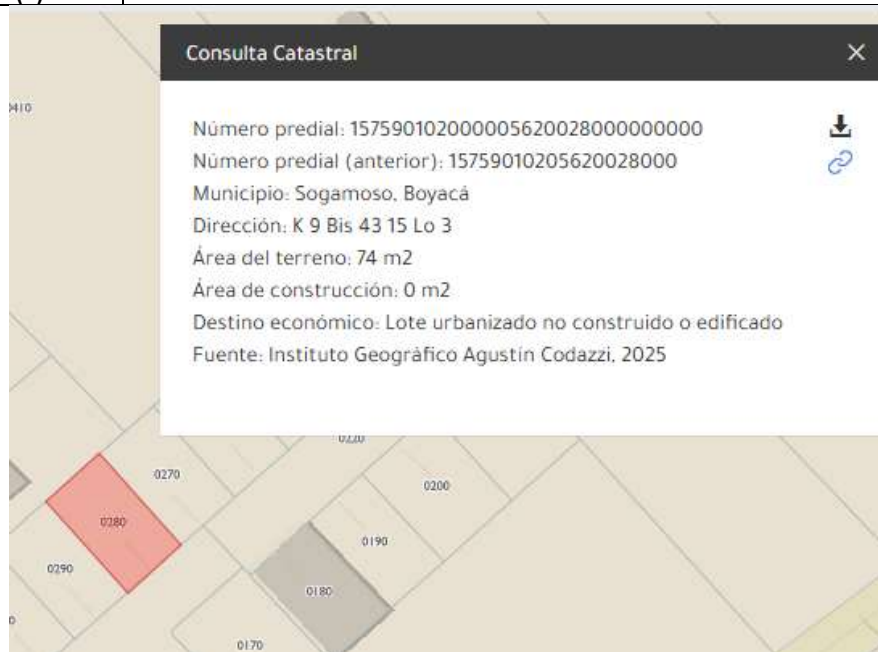 Consulta Catastral
0410
Número predial: 157590102000005620028000000000
Número predial (anterior): 15759010205620028000
Municipio: Sogamoso, Boyacá
Dirección: K 9 Bis 43 15 Lo 3
Área del terreno: 74 m2
Área de construcción: 0 m2
Destino económico: Lote urbanizado no construido o edificado
Fuente: Instituto Geográfico Agustín Codazzi, 2025
0220
0270
0200
0280
0190
0290
0180
0170